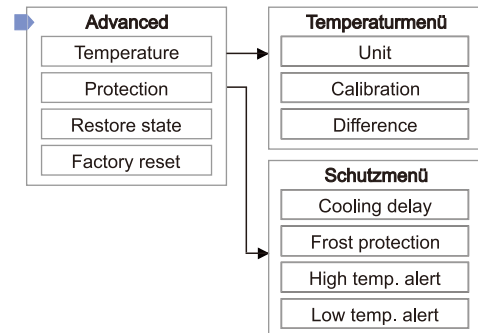 Advanced
Temperature
Protection
Restore state
Factory reset
Temperaturmenü
Unit
Calibration
Difference
Schutzmenü
Cooling delay
Frost protection
High temp. alert
Low temp. alert